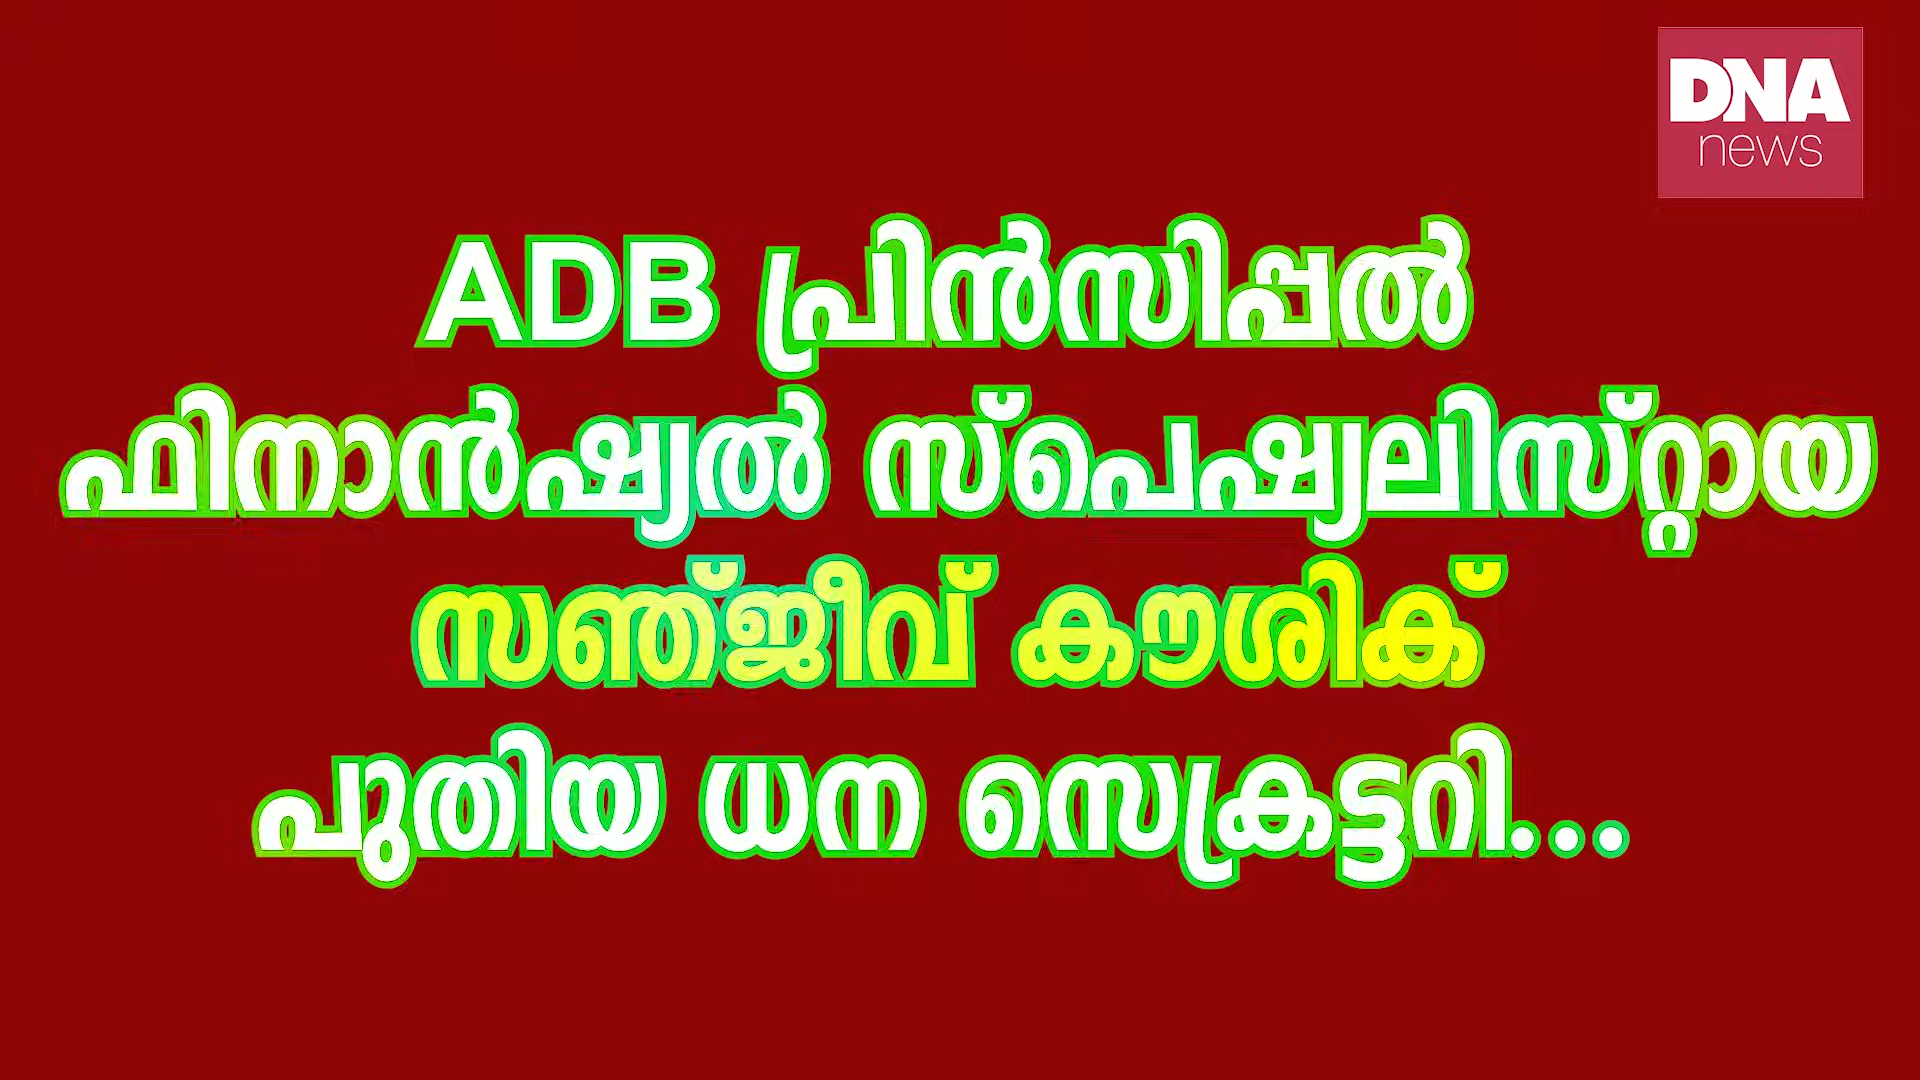 DNA
news
ADB പ്രിൻസിപ്പൽ
ഫിനാൻഷ്യൽ സ്പെഷ്യലിസ്റ്റായ
സഞ്ജീവ് കൗശിക്
പുതിയ ധന സെക്രട്ടറി...